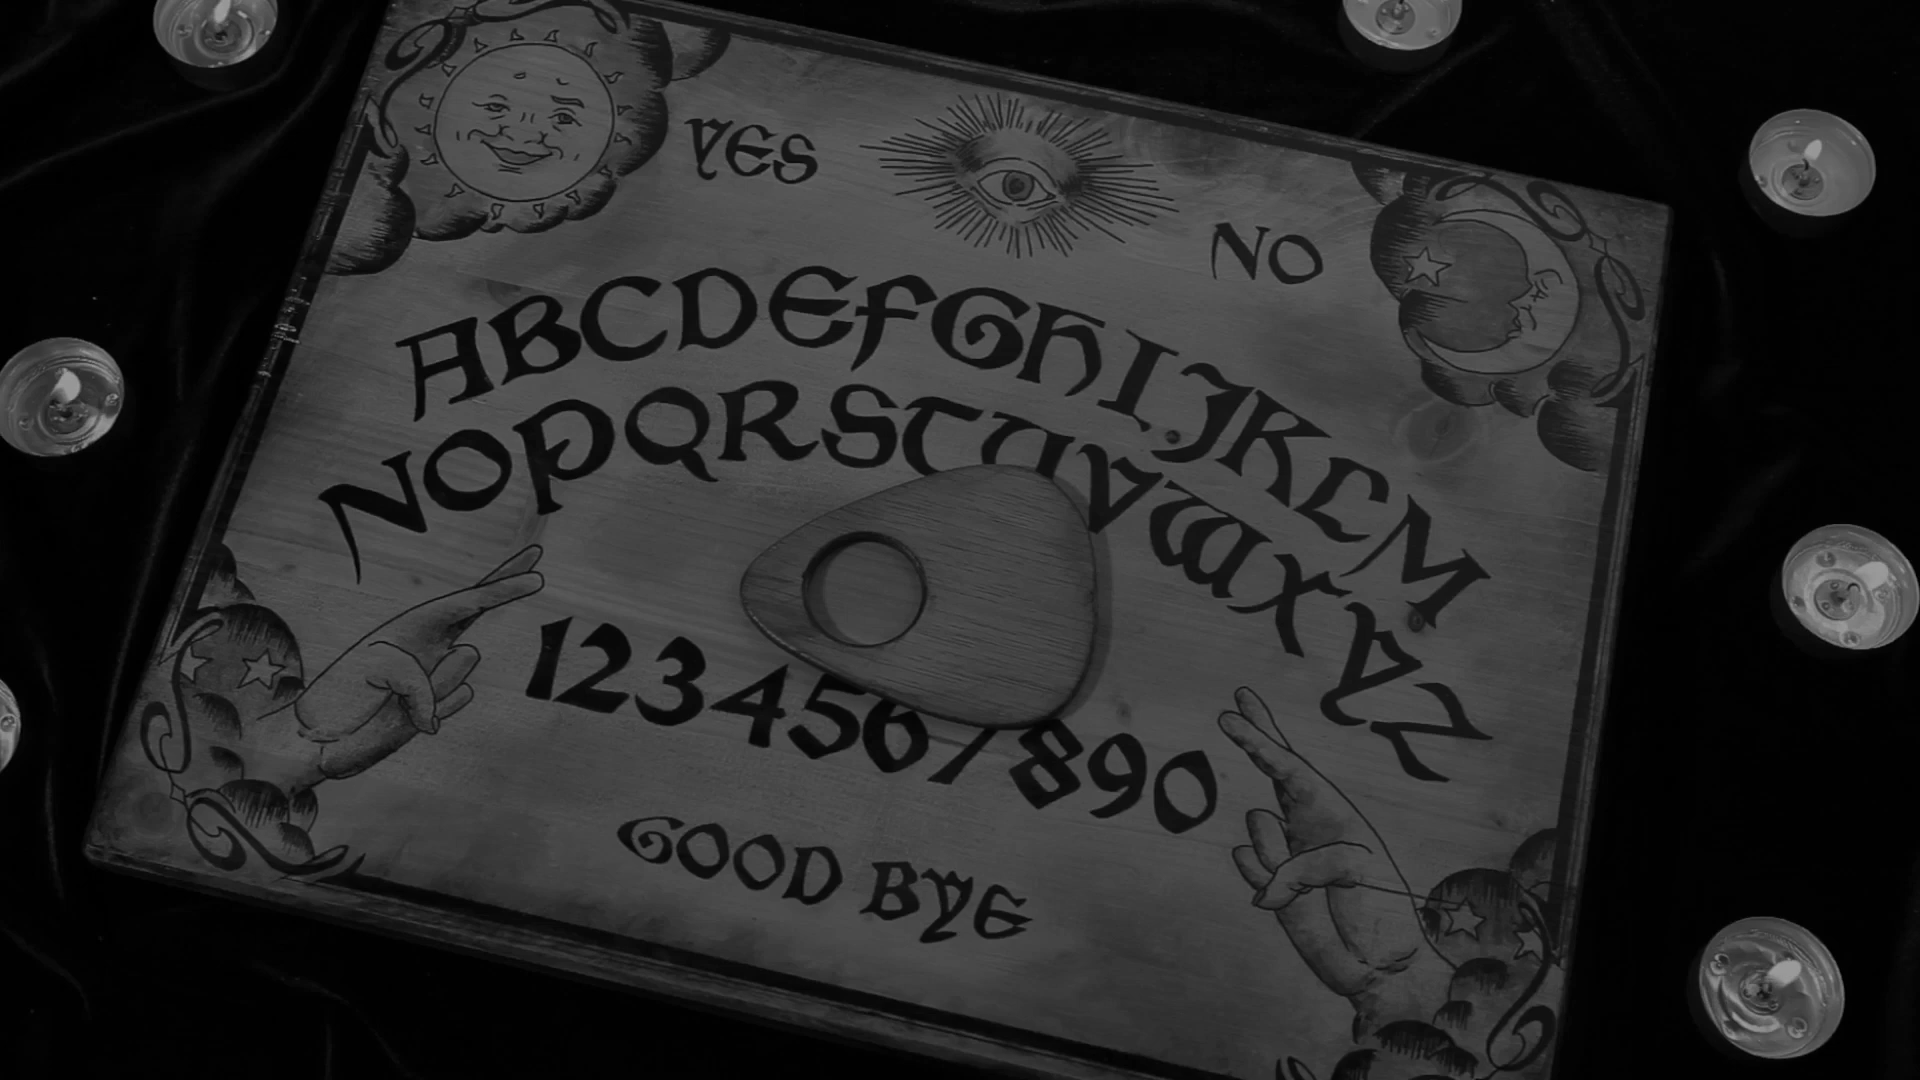 YES
NO
ABCDEFGHIJKLM
NOPQRSTUVWXYZ
1234567890
GOOD BYE